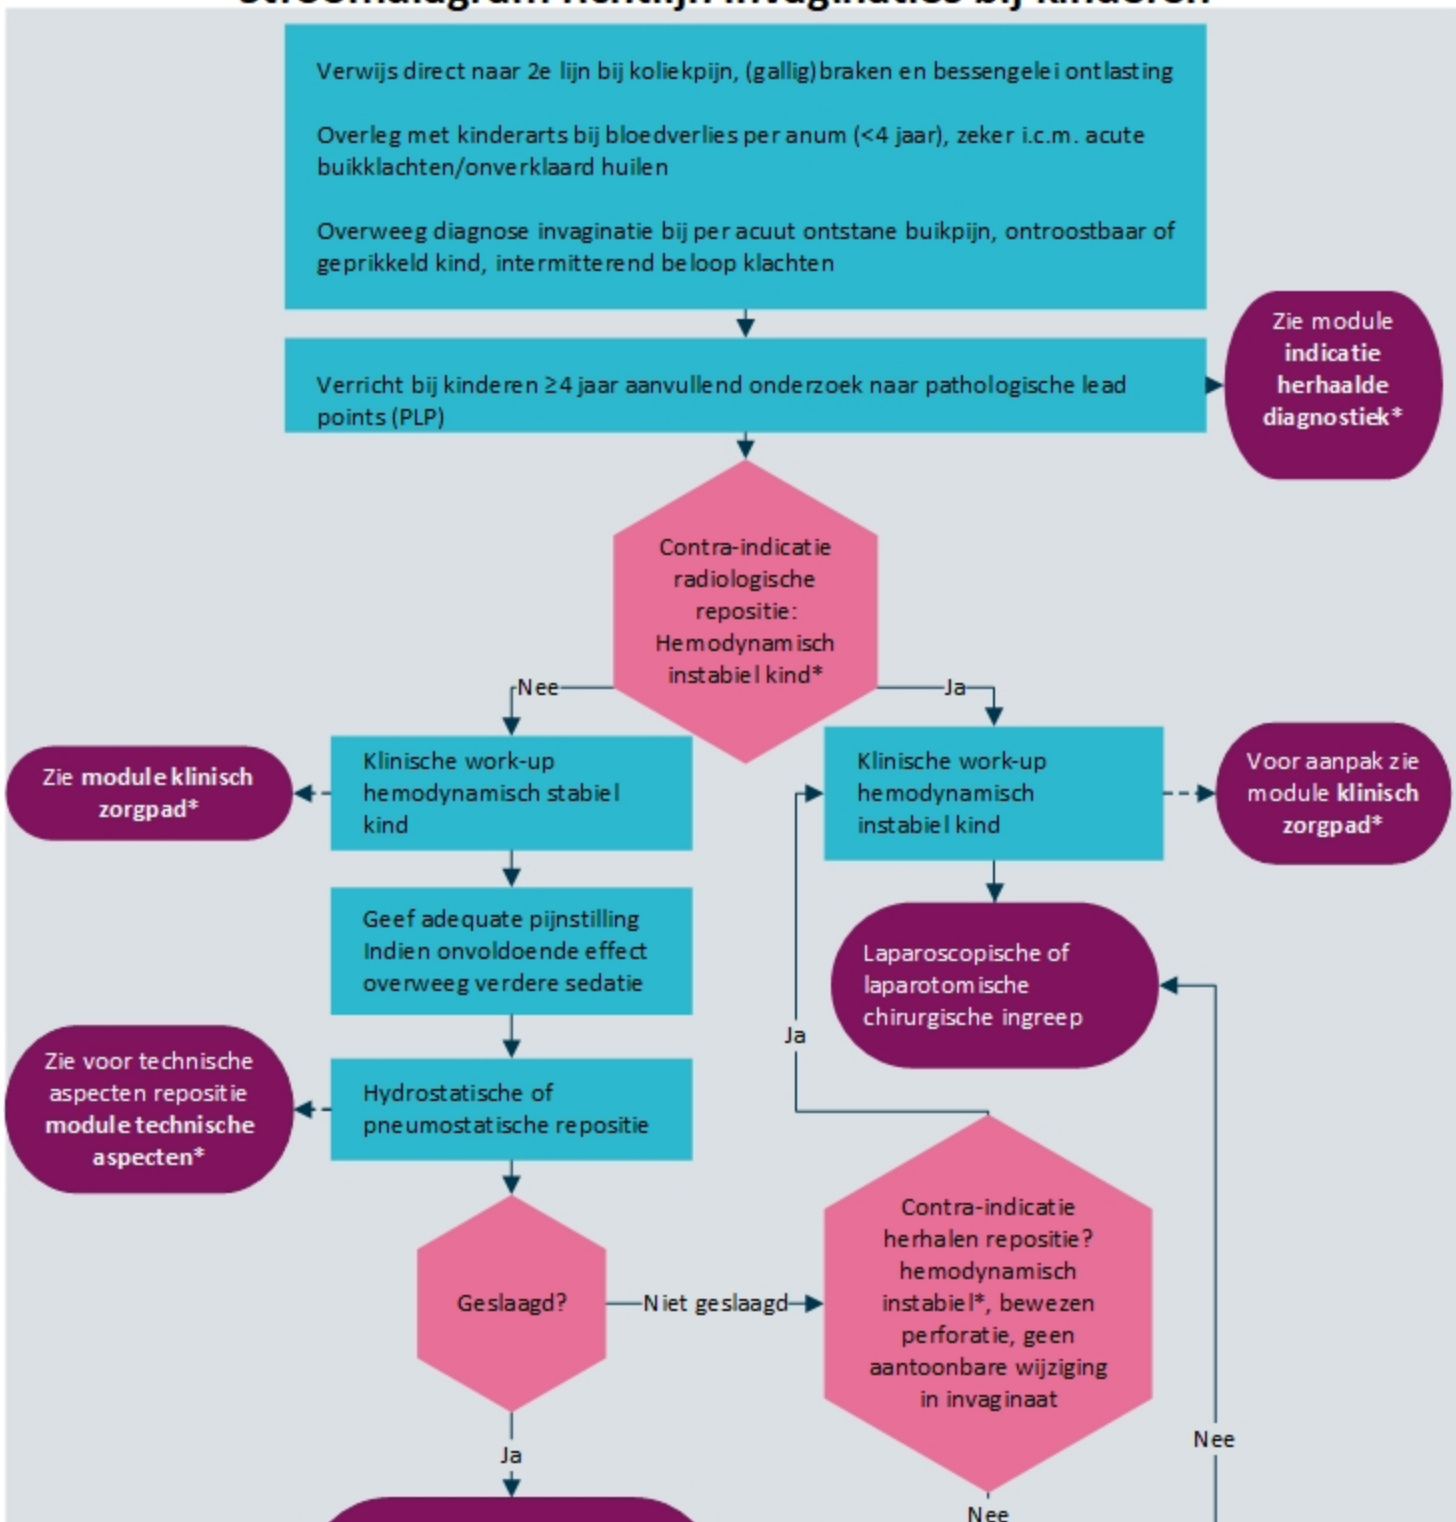 Stroomdiagram richtlijn invaginaties bij kinderen
Verwijs direct naar 2e lijn bij koliekpijn, (gallig)braken en bessengelei ontlasting
Overleg met kinderarts bij bloedverlies per anum (<4 jaar), zeker i.c.m. acute
buikklachten/onverklaard huilen
Overweeg diagnose invaginatie bij per acuut ontstane buikpijn, ontroostbaar of
geprikkeld kind, intermitterend beloop klachten
Verricht bij kinderen ≥4 jaar aanvullend onderzoek naar pathologische lead
points (PLP)
Zie module
indicatie
herhaalde
diagnostiek*
Contra-indicatie
radiologische
repositie:
Hemodynamisch
instabiel kind*
Nee
Ja
Zie module klinisch
zorgpad*
Klinische work-up
hemodynamisch stabiel
kind
Klinische work-up
hemodynamisch
instabiel kind
Voor aanpak zie
module klinisch
zorgpad*
Geef adequate pijnstilling
Indien onvoldoende effect
overweeg verdere sedatie
Laparoscopische of
laparotomische
chirurgische ingreep
Ja
Zie voor technische
aspecten repositie
module technische
aspecten*
Hydrostatische of
pneumostatische repositie
Geslaagd?
Niet geslaagd
Contra-indicatie
herhalen repositie?
hemodynamisch
instabiel*, bewezen
perforatie, geen
aantoonbare wijziging
in invaginaat
Nee
Ja
Nee